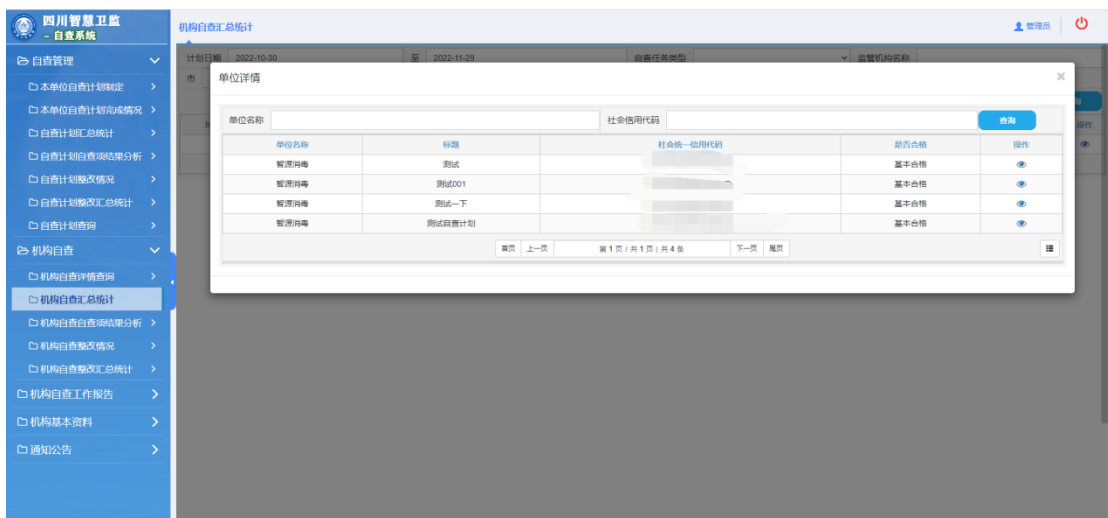 四川智慧卫监
- 自查系统
机构自查汇总统计
管理员
自查管理
本单位自查计划制定
本单位自查计划完成情况
自查计划汇总统计
自查计划自查项结果分析
自查计划整改情况
自查计划整改汇总统计
自查计划查询
机构自查
机构自查详情查询
机构自查汇总统计
机构自查自查项结果分析
机构自查整改情况
机构自查整改汇总统计
机构自查工作报告
机构基本资料
通知公告
计划日期 2022-10-30 至 2022-11-29 自查任务类型 监管机构名称
市
操作
单位详情 ×
单位名称 社会信用代码 查询
单位名称 标题 社会统一信用代码 是否合格 操作
智源消毒 测试 基本合格
智源消毒 测试001 基本合格
智源消毒 测试一下 基本合格
智源消毒 测试自查计划 基本合格
首页 上一页 第 1 页 / 共 1 页 | 共 4 条 下一页 尾页